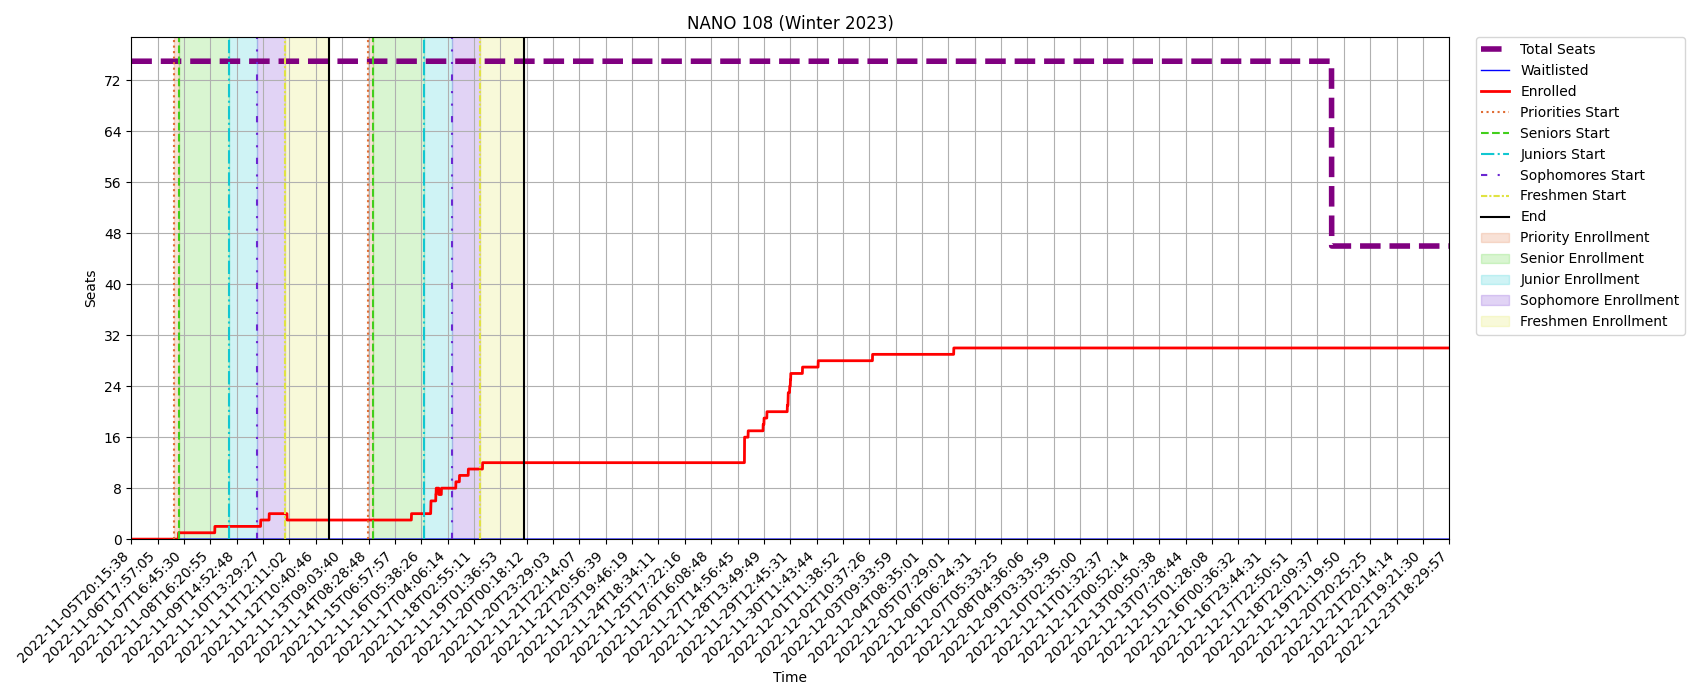 NANO 108 (Winter 2023)
Seats
72
64
56
48
40
32
24
16
8
0
2022-11-05T20:15:38
2022-11-06T17:57:05
2022-11-07T16:45:30
2022-11-08T16:20:55
2022-11-09T14:52:48
2022-11-10T13:29:27
2022-11-11T12:11:02
2022-11-12T10:40:46
2022-11-13T09:03:40
2022-11-14T08:28:48
2022-11-15T06:57:57
2022-11-16T05:38:26
2022-11-17T04:06:14
2022-11-18T02:55:11
2022-11-19T01:36:53
2022-11-20T00:18:12
2022-11-20T23:29:03
2022-11-21T22:14:07
2022-11-22T20:56:39
2022-11-23T19:46:19
2022-11-24T18:34:11
2022-11-25T17:22:16
2022-11-26T16:08:48
2022-11-27T14:56:45
2022-11-28T13:49:49
2022-11-29T12:45:31
2022-11-30T11:43:44
2022-12-01T11:38:52
2022-12-02T10:37:26
2022-12-03T09:33:59
2022-12-04T08:35:01
2022-12-05T07:29:01
2022-12-06T06:24:31
2022-12-07T05:33:25
2022-12-08T04:36:06
2022-12-09T03:33:59
2022-12-10T02:35:00
2022-12-11T01:32:37
2022-12-12T00:52:14
2022-12-13T00:50:38
2022-12-13T07:28:44
2022-12-15T01:28:08
2022-12-16T00:36:32
2022-12-16T23:44:31
2022-12-17T22:50:51
2022-12-18T22:09:37
2022-12-19T21:19:50
2022-12-20T20:25:25
2022-12-21T20:14:14
2022-12-22T19:21:30
2022-12-23T18:29:57
Time
Total Seats
Waitlisted
Enrolled
Priorities Start
Seniors Start
Juniors Start
Sophomores Start
Freshmen Start
End
Priority Enrollment
Senior Enrollment
Junior Enrollment
Sophomore Enrollment
Freshmen Enrollment